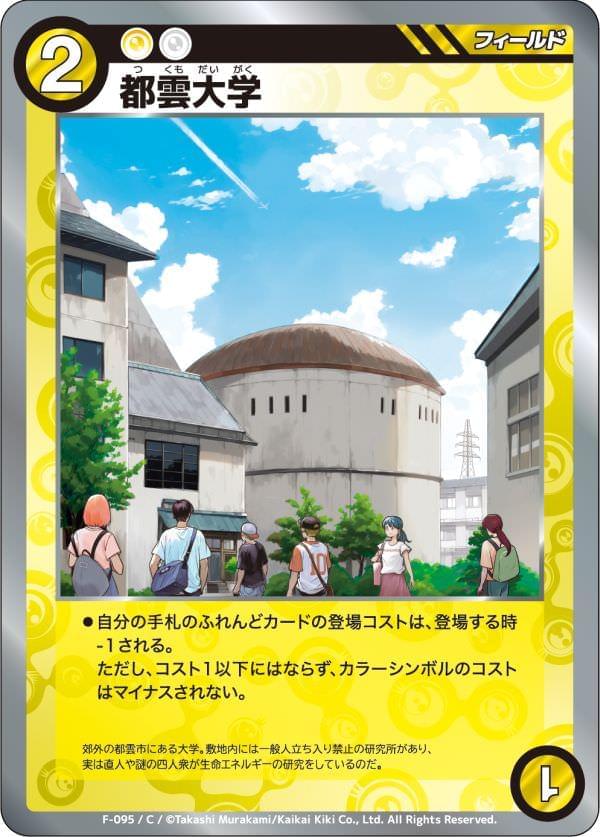 2
フィールド
つくもだいがく
都雲大学
●自分の手札のふれんどカードの登場コストは、登場する時
-1される。
ただし、コスト1以下にはならず、カラーシンボルのコスト
はマイナスされない。
郊外の都雲市にある大学。敷地内には一般人立ち入り禁止の研究所があり、
実は直人や謎の四人衆が生命エネルギーの研究をしているのだ。
1
F-095 / C / ©Takashi Murakami/Kaikai Kiki Co., Ltd. All Rights Reserved.